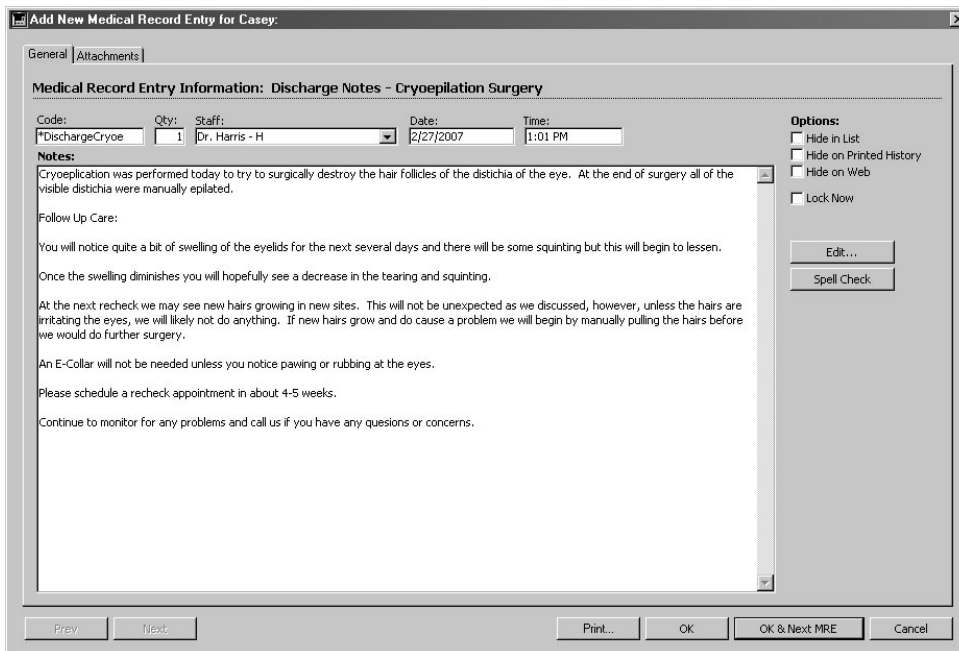 Add New Medical Record Entry for Casey:
General Attachments
Medical Record Entry Information: Discharge Notes - Cryoepilation Surgery
Code: Qty: Staff: Date: Time:
*DischargeCryoe 1 Dr. Harris - H 2/27/2007 1:01 PM
Options:
Hide in List
Hide on Printed History
Hide on Web
Lock Now
Edit...
Spell Check
Notes:
Cryoeplication was performed today to try to surgically destroy the hair follicles of the distichia of the eye. At the end of surgery all of the
visible distichia were manually epilated.
Follow Up Care:
You will notice quite a bit of swelling of the eyelids for the next several days and there will be some squinting but this will begin to lessen.
Once the swelling diminishes you will hopefully see a decrease in the tearing and squinting.
At the next recheck we may see new hairs growing in new sites. This will not be unexpected as we discussed, however, unless the hairs are
irritating the eyes, we will likely not do anything. If new hairs grow and do cause a problem we will begin by manually pulling the hairs before
we would do further surgery.
An E-Collar will not be needed unless you notice pawing or rubbing at the eyes.
Please schedule a recheck appointment in about 4-5 weeks.
Continue to monitor for any problems and call us if you have any quesions or concerns.
Prev Next Print... OK OK & Next MRE Cancel